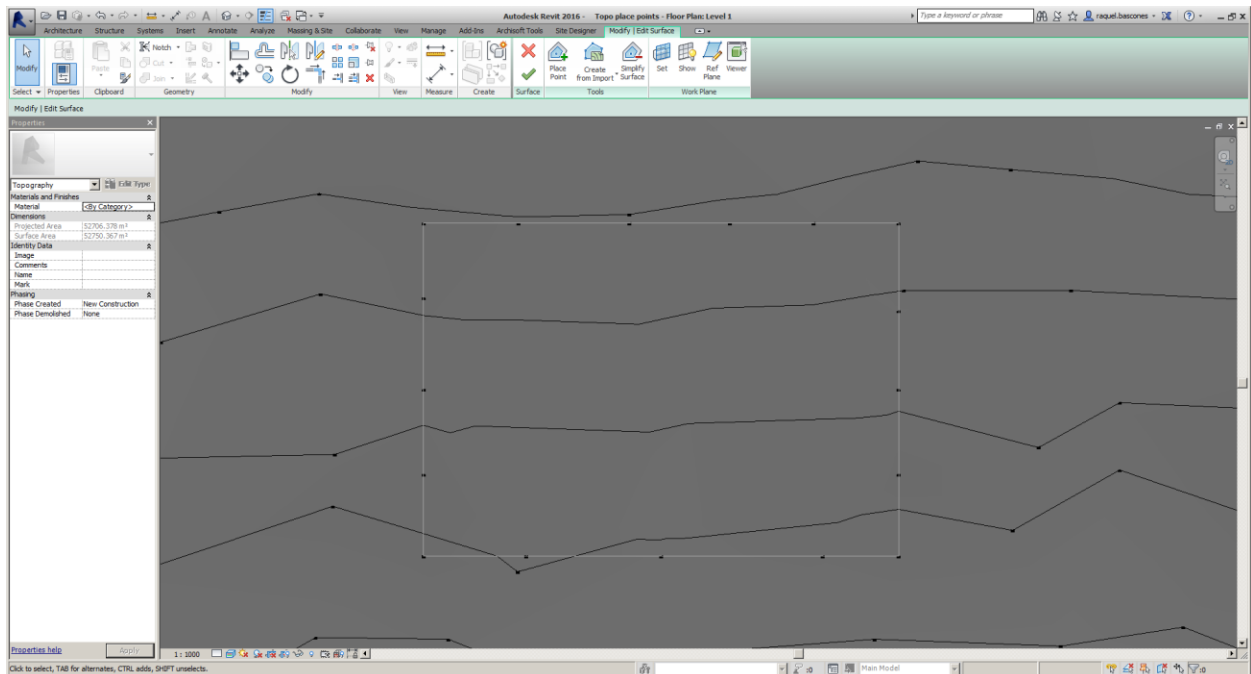 Autodesk Revit 2016 - Topo place points - Floor Plan: Level 1
Type a keyword or phrase
raquel.bascones
Architecture Structure Systems Insert Annotate Analyze Massing & Site Collaborate View Manage Add-Ins Archisoft Tools Site Designer Modify | Edit Surface
Modify
Paste
Notch
Cut
Join
Place Point
Create from Import
Simplify Surface
Set
Show
Ref Plane
Viewer
Select Properties Clipboard Geometry Modify View Measure Create Surface Tools Work Plane
Modify | Edit Surface
Properties
Topography
Edit Type
Materials and Finishes
Material <By Category>
Dimensions
Projected Area 52706.378 m²
Surface Area 52750.367 m²
Identity Data
Image
Comments
Name
Mark
Phasing
Phase Created New Construction
Phase Demolished None
Properties help
Apply
1 : 1000
Click to select, TAB for alternates, CTRL adds, SHIFT unselects.
:0
Main Model
:0